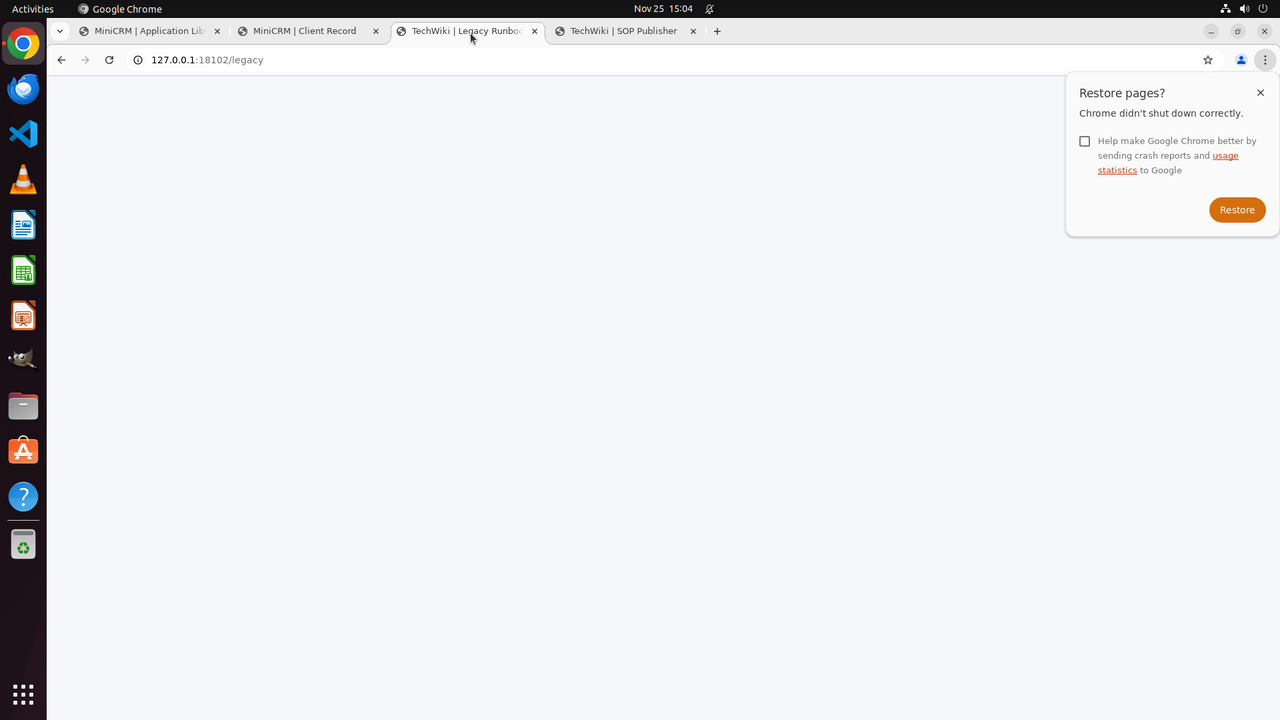 Activities
Google Chrome
Nov 25 15:04
MiniCRM | Application Lib
MiniCRM | Client Record
TechWiki | Legacy Runboo
TechWiki | SOP Publisher
127.0.0.1:18102/legacy
Restore pages?
Chrome didn't shut down correctly.
Help make Google Chrome better by
sending crash reports and usage
statistics to Google
Restore